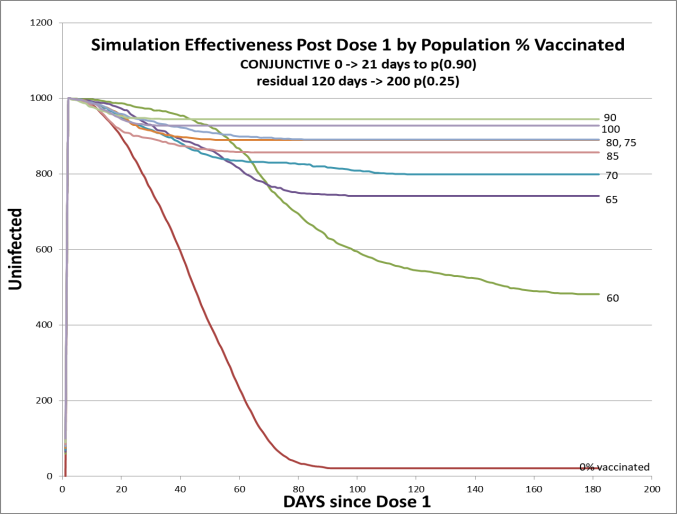 1200
Simulation Effectiveness Post Dose 1 by Population % Vaccinated
CONJUNCTIVE 0 -> 21 days to p(0.90)
residual 120 days -> 200 p(0.25)
1000
90
100
80, 75
85
800
70
65
Uninfected
600
60
400
200
0% vaccinated
0
0 20 40 60 80 100 120 140 160 180 200
DAYS since Dose 1